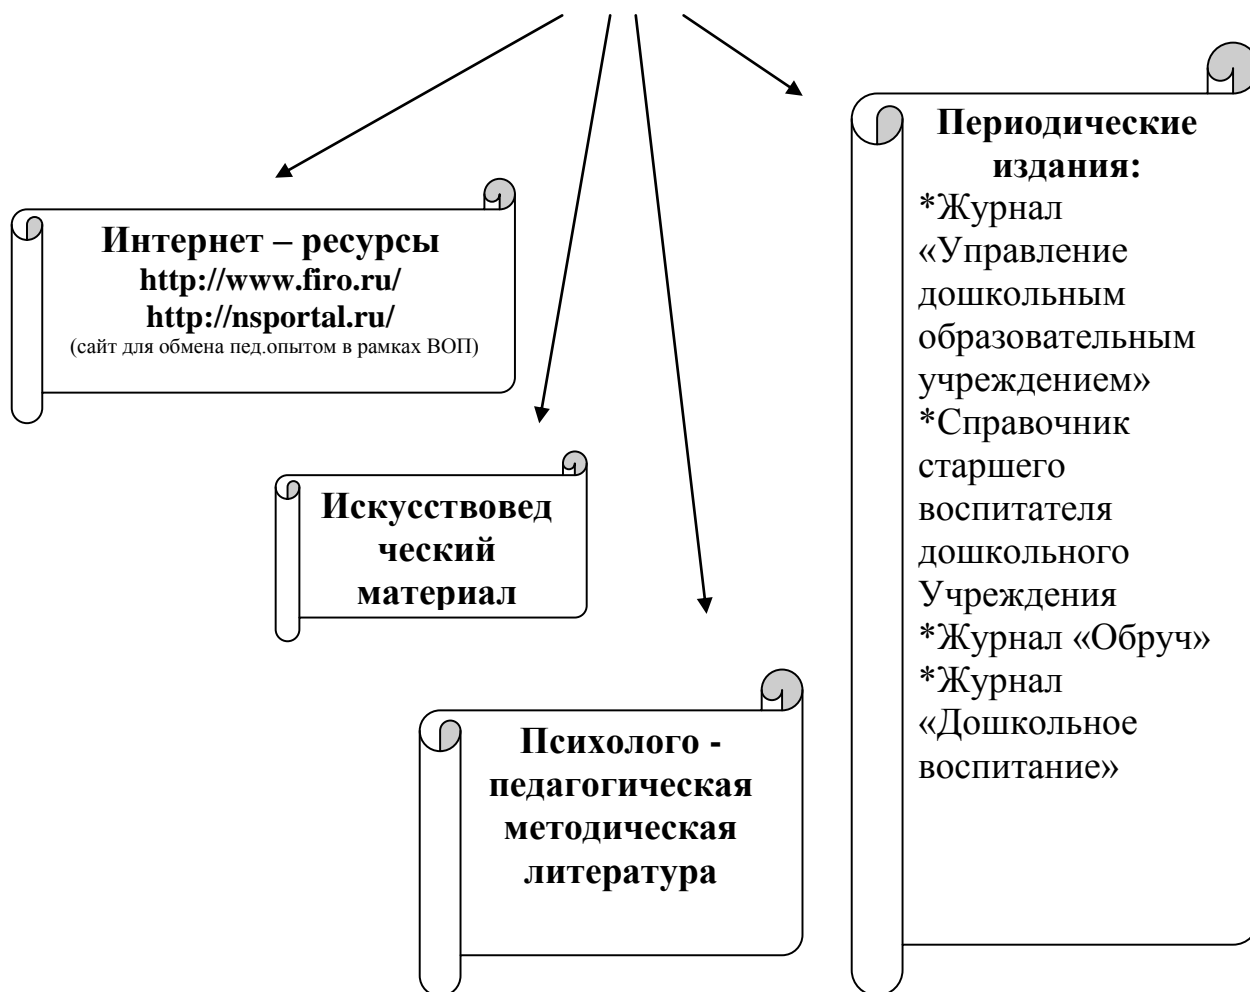 Интернет – ресурсы
http://www.firo.ru/
http://nsportal.ru/
(сайт для обмена пед.опытом в рамках ВОП)
Искусствовед
ческий
материал
Психолого -
педагогическая
методическая
литература
Периодические
издания:
*Журнал
«Управление
дошкольным
образовательным
учреждением»
*Справочник
старшего
воспитателя
дошкольного
Учреждения
*Журнал «Обруч»
*Журнал
«Дошкольное
воспитание»